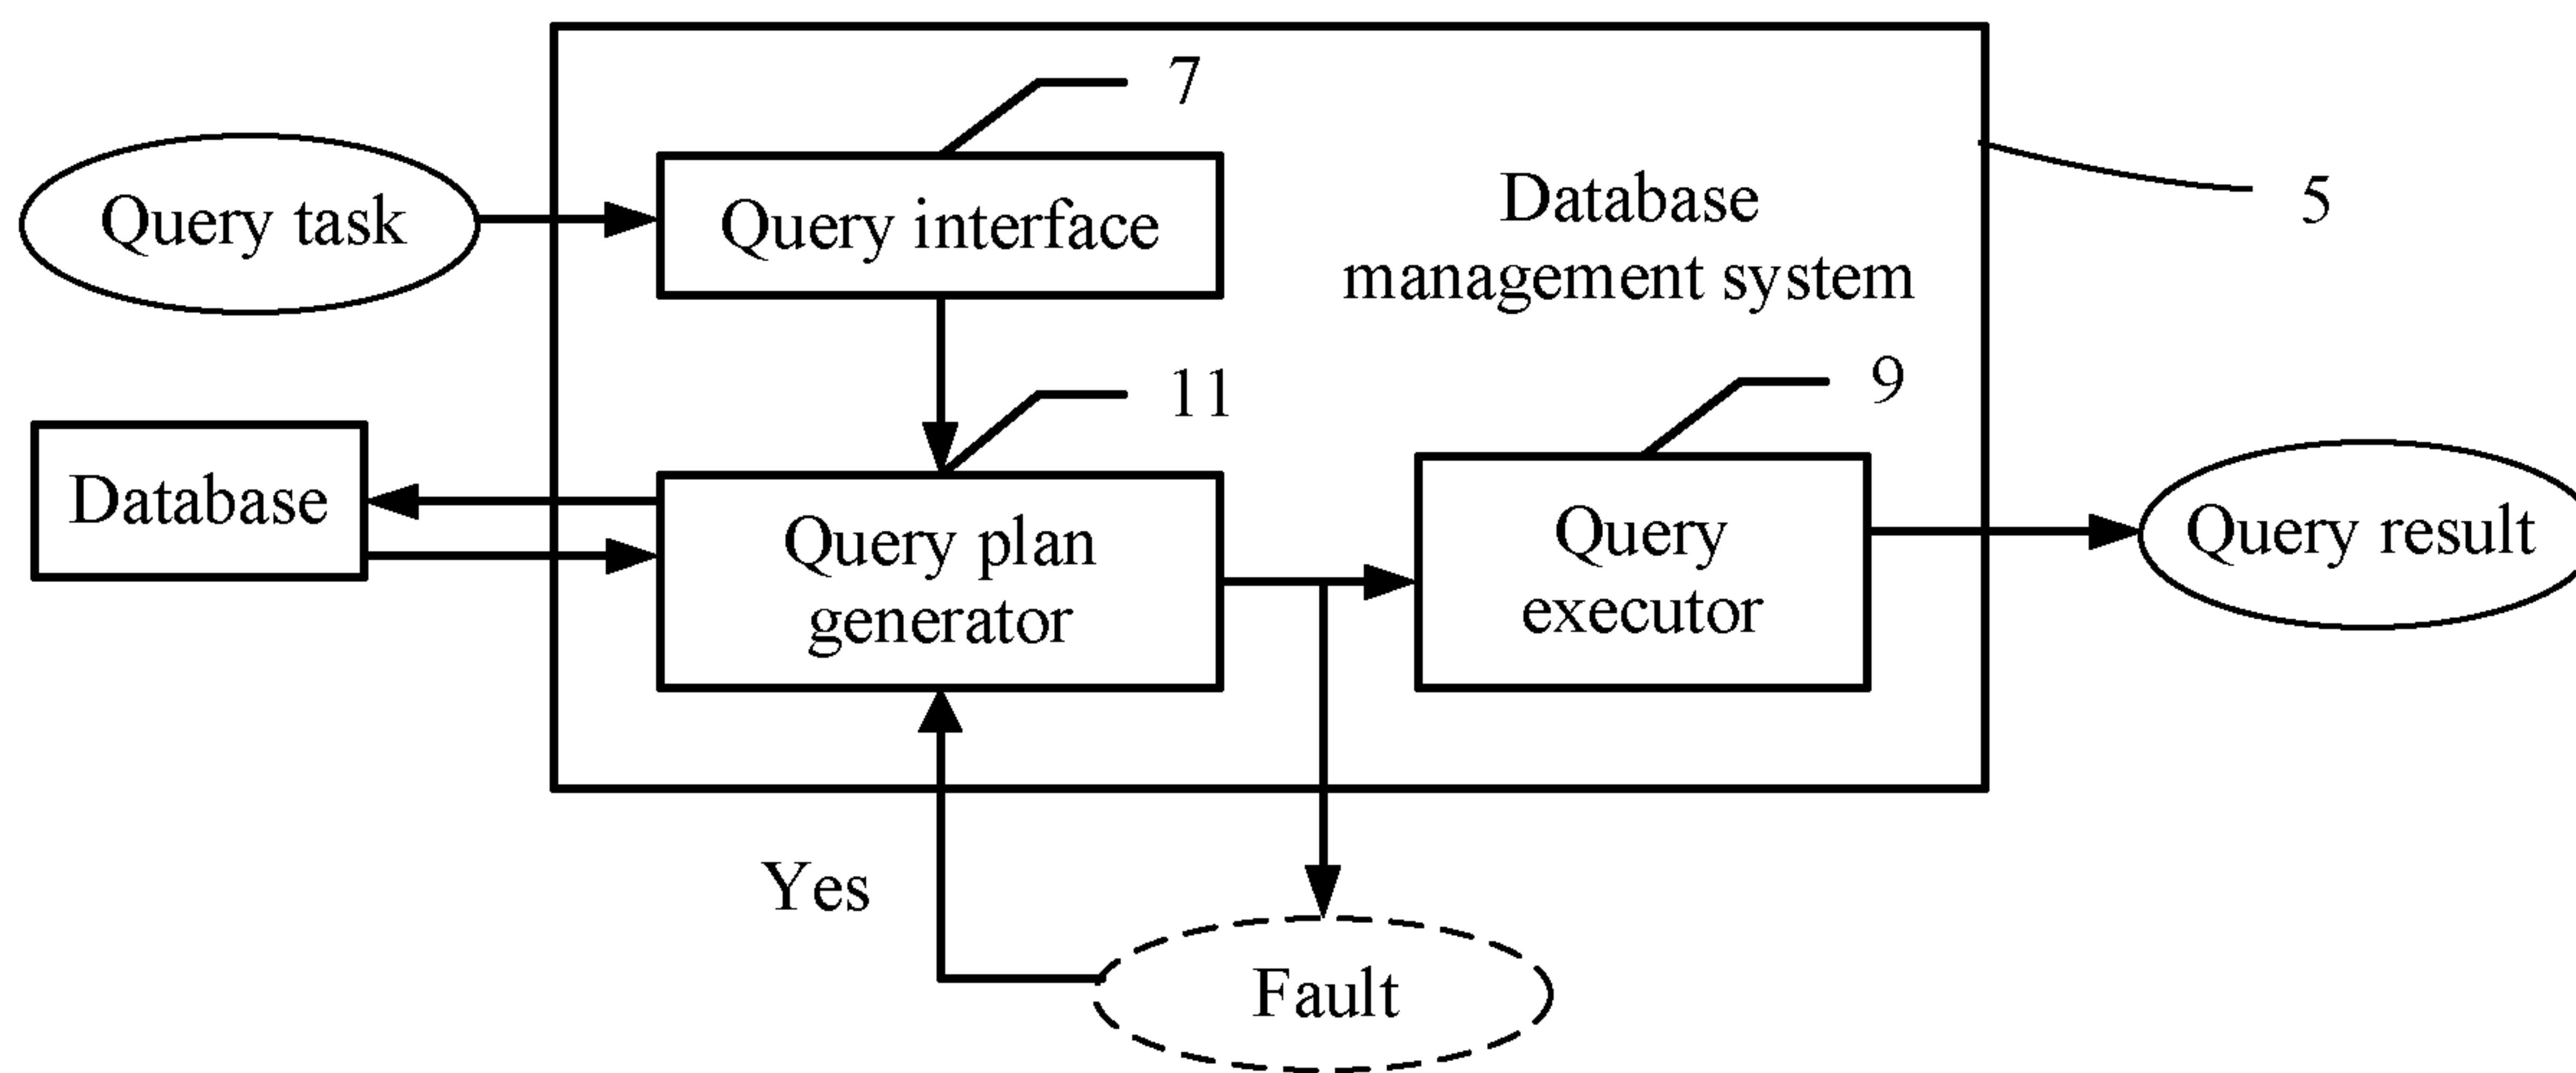 7
Query task
Query interface
Database
management system
5
11
9
Database
Query plan
generator
Query
executor
Query result
Yes
Fault